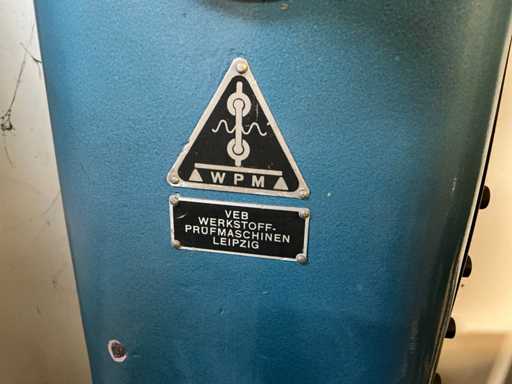 WPM
VEB
WERKSTOFF-
PRÜFMASCHINEN
LEIPZIG